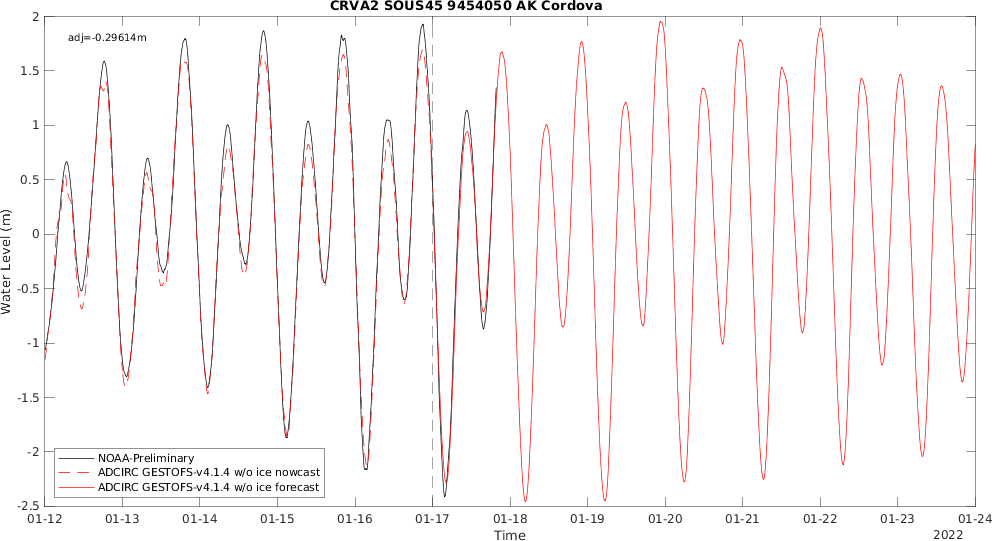 CRVA2 SOUS45 9454050 AK Cordova
adj=-0.29614m
2
1.5
1
0.5
0
-0.5
-1
-1.5
-2
-2.5
Water Level (m)
NOAA-Preliminary
ADCIRC GESTOFS-v4.1.4 w/o ice nowcast
ADCIRC GESTOFS-v4.1.4 w/o ice forecast
01-12 01-13 01-14 01-15 01-16 01-17 01-18 01-19 01-20 01-21 01-22 01-23 01-24
Time
2022